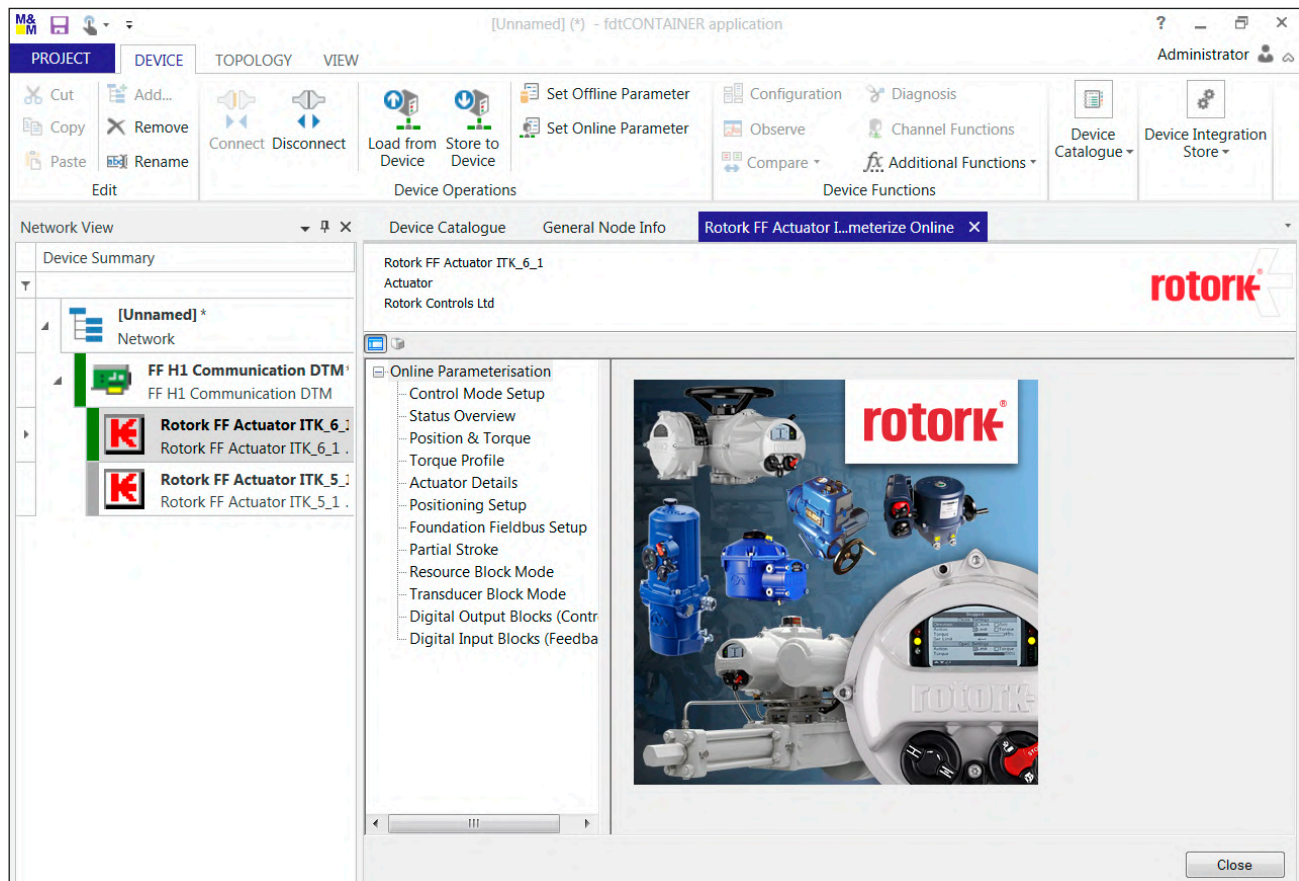 M&M
[Unnamed] (*) - fdtCONTAINER application
?
PROJECT DEVICE TOPOLOGY VIEW
Administrator
Cut
Copy
Paste
Add...
Remove
Rename
Edit
Connect Disconnect
Load from Device
Store to Device
Set Offline Parameter
Set Online Parameter
Device Operations
Configuration
Observe
Compare
Diagnosis
Channel Functions
fx Additional Functions
Device Functions
Device Catalogue
Device Integration Store
Network View
Device Summary
[Unnamed] *
Network
FF H1 Communication DTM*
FF H1 Communication DTM
Rotork FF Actuator ITK_6_1
Rotork FF Actuator ITK_6_1 .
Rotork FF Actuator ITK_5_1
Rotork FF Actuator ITK_5_1 .
Device Catalogue General Node Info Rotork FF Actuator I...meterize Online
Rotork FF Actuator ITK_6_1
Actuator
Rotork Controls Ltd
rotork®
Online Parameterisation
Control Mode Setup
Status Overview
Position & Torque
Torque Profile
Actuator Details
Positioning Setup
Foundation Fieldbus Setup
Partial Stroke
Resource Block Mode
Transducer Block Mode
Digital Output Blocks (Contr
Digital Input Blocks (Feedba
rotork®
rotork
Close